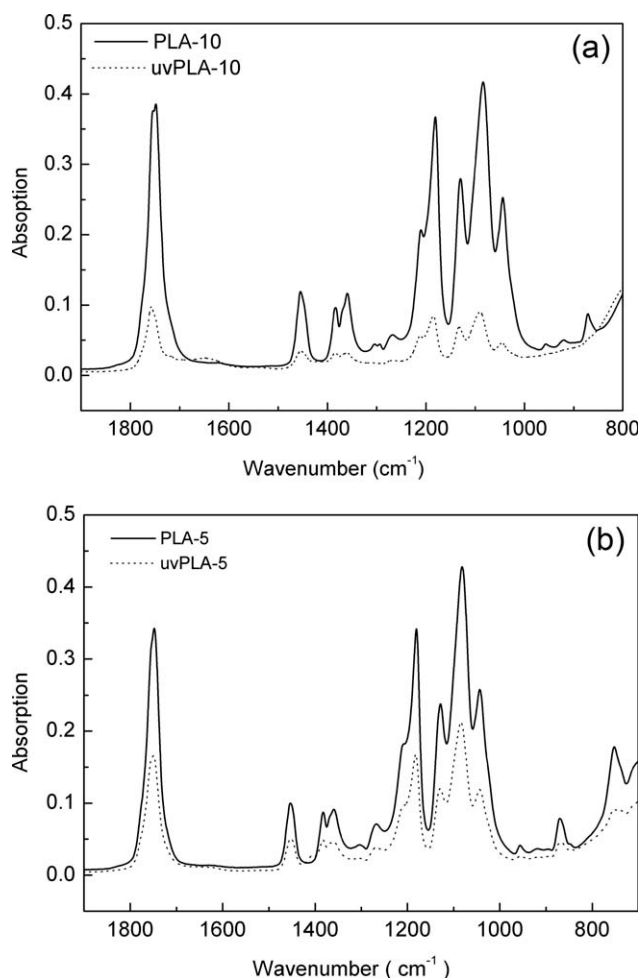 0.5
PLA-10
uvPLA-10
(a)
0.4
0.3
0.2
0.1
0.0
Absoption
1800 1600 1400 1200 1000 800
Wavenumber (cm-1)
0.5
PLA-5
uvPLA-5
(b)
0.4
0.3
0.2
0.1
0.0
Absorption
1800 1600 1400 1200 1000 800
Wavenumber ( cm-1)